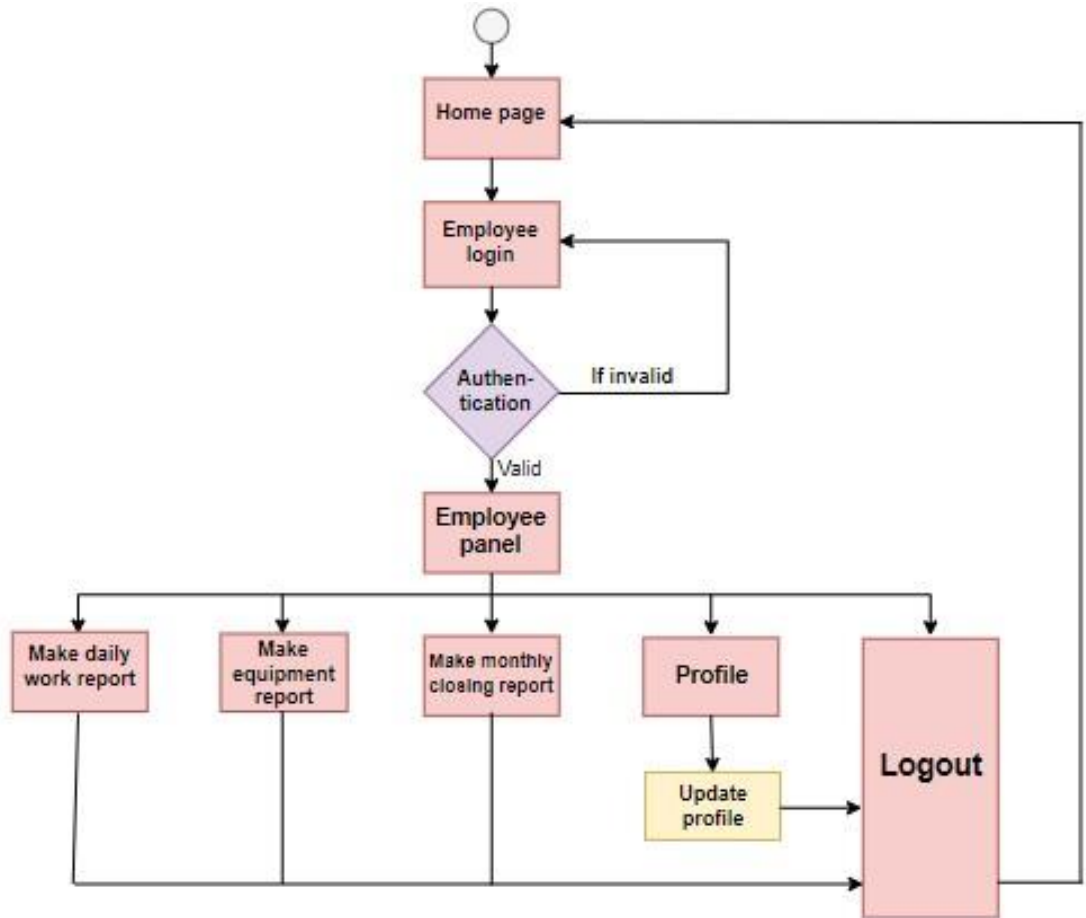 Home page
Employee
login
Authen-
tication
If invalid
Valid
Employee
panel
Make daily
work report
Make
equipment
report
Make monthly
closing report
Profile
Update
profile
Logout